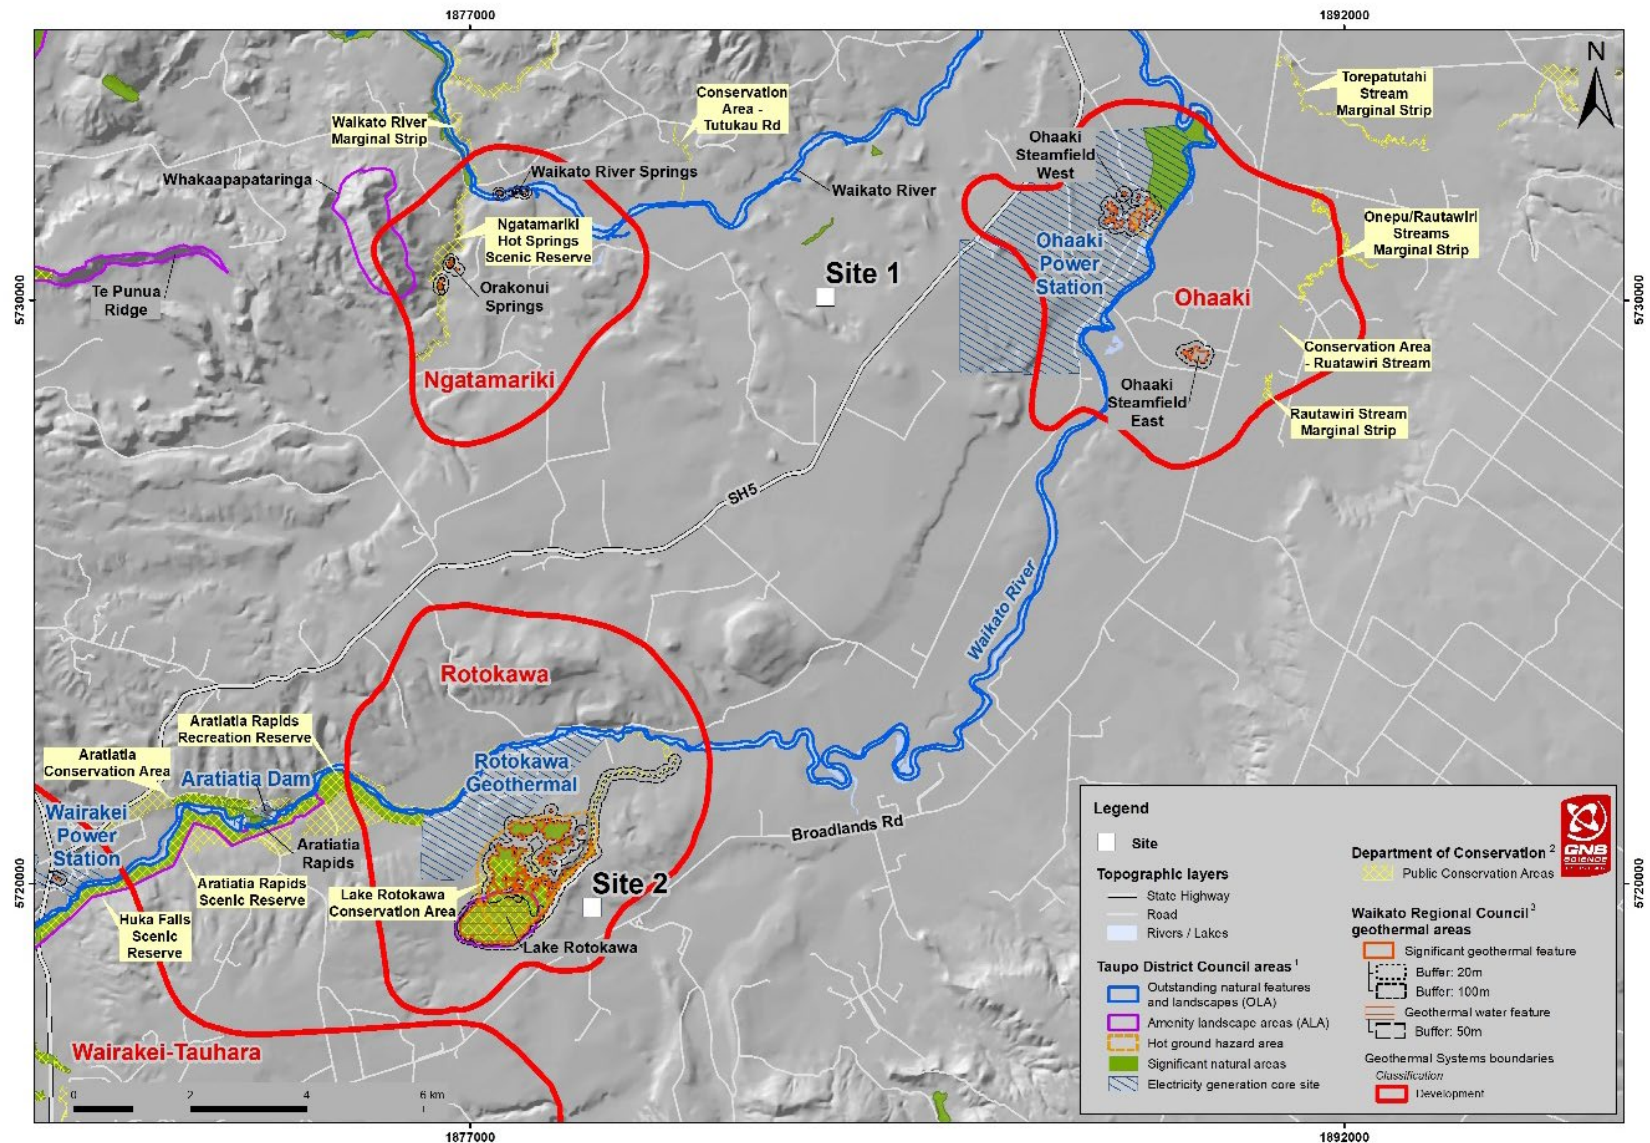 1877000
1892000
N
Torepatutahi
Stream
Marginal Strip
Conservation
Area -
Tutukau Rd
Waikato River
Marginal Strip
Ohaaki
Steamfield
West
Whakaapapataringa
Waikato River Springs
Waikato River
Ngatamariki
Hot Springs
Scenic Reserve
Onepu/Rautawiri
Streams
Marginal Strip
Ohaaki
Power
Station
Site 1
Orakonui
Springs
Te Punua
Ridge
Ohaaki
5730000
5730000
Conservation Area
- Ruatawiri Stream
Ngatamariki
Ohaaki
Steamfield
East
Rautawiri Stream
Marginal Strip
SH5
Waikato River
Rotokawa
Aratiatia Rapids
Recreation Reserve
Aratiatia
Conservation Area
Aratiatia Dam
Rotokawa
Geothermal
Wairakei
Power
Station
Aratiatia
Rapids
Broadlands Rd
Aratiatia Rapids
Scenic Reserve
Lake Rotokawa
Conservation Area
Site 2
5720000
5720000
Huka Falls
Scenic
Reserve
Lake Rotokawa
Wairakei-Tauhara
0 2 4 6 km
Legend
Site
Topographic layers
State Highway
Road
Rivers / Lakes
Taupo District Council areas 1
Outstanding natural features
and landscapes (OLA)
Amenity landscape areas (ALA)
Hot ground hazard area
Significant natural areas
Electricity generation core site
GNS
SCIENCE
Department of Conservation 2
Public Conservation Areas
Waikato Regional Council 3
geothermal areas
Significant geothermal feature
Buffer: 20m
Buffer: 100m
Geothermal water feature
Buffer: 50m
Geothermal Systems boundaries
Classification
Development
1877000
1892000